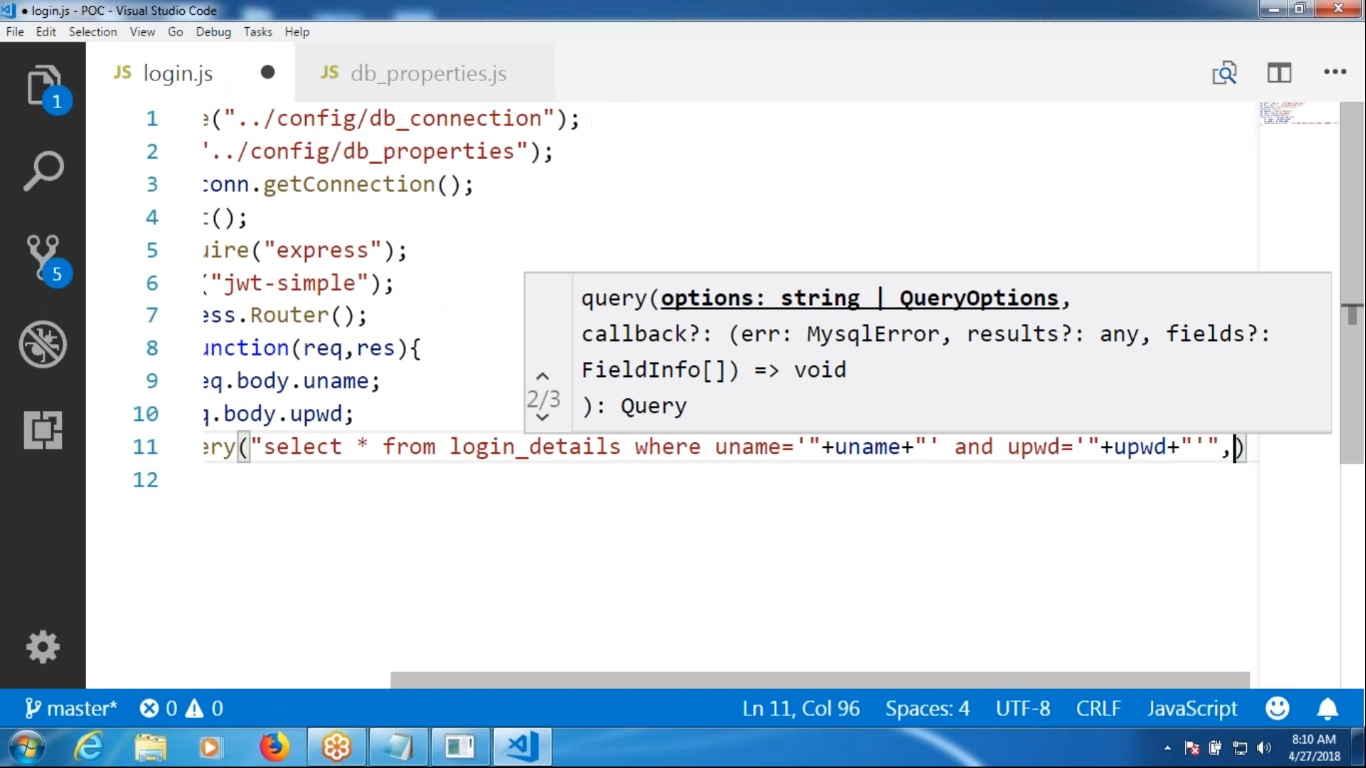 ● login.js - POC - Visual Studio Code
File Edit Selection View Go Debug Tasks Help
JS login.js ● JS db_properties.js
1
1 e("../config/db_connection");
2 "../config/db_properties");
3 conn.getConnection();
4 t();
5 uire("express");
5
6 ("jwt-simple");
7 ess.Router();
8 unction(req,res){
9 eq.body.uname;
10 q.body.upwd;
11 ery("select * from login_details where uname='"+uname+"' and upwd='"+upwd+"'",)
12
query(options: string | QueryOptions,
callback?: (err: MysqlError, results?: any, fields?:
FieldInfo[]) => void
): Query
2/3
master* 0 0 Ln 11, Col 96 Spaces: 4 UTF-8 CRLF JavaScript
8:10 AM
4/27/2018